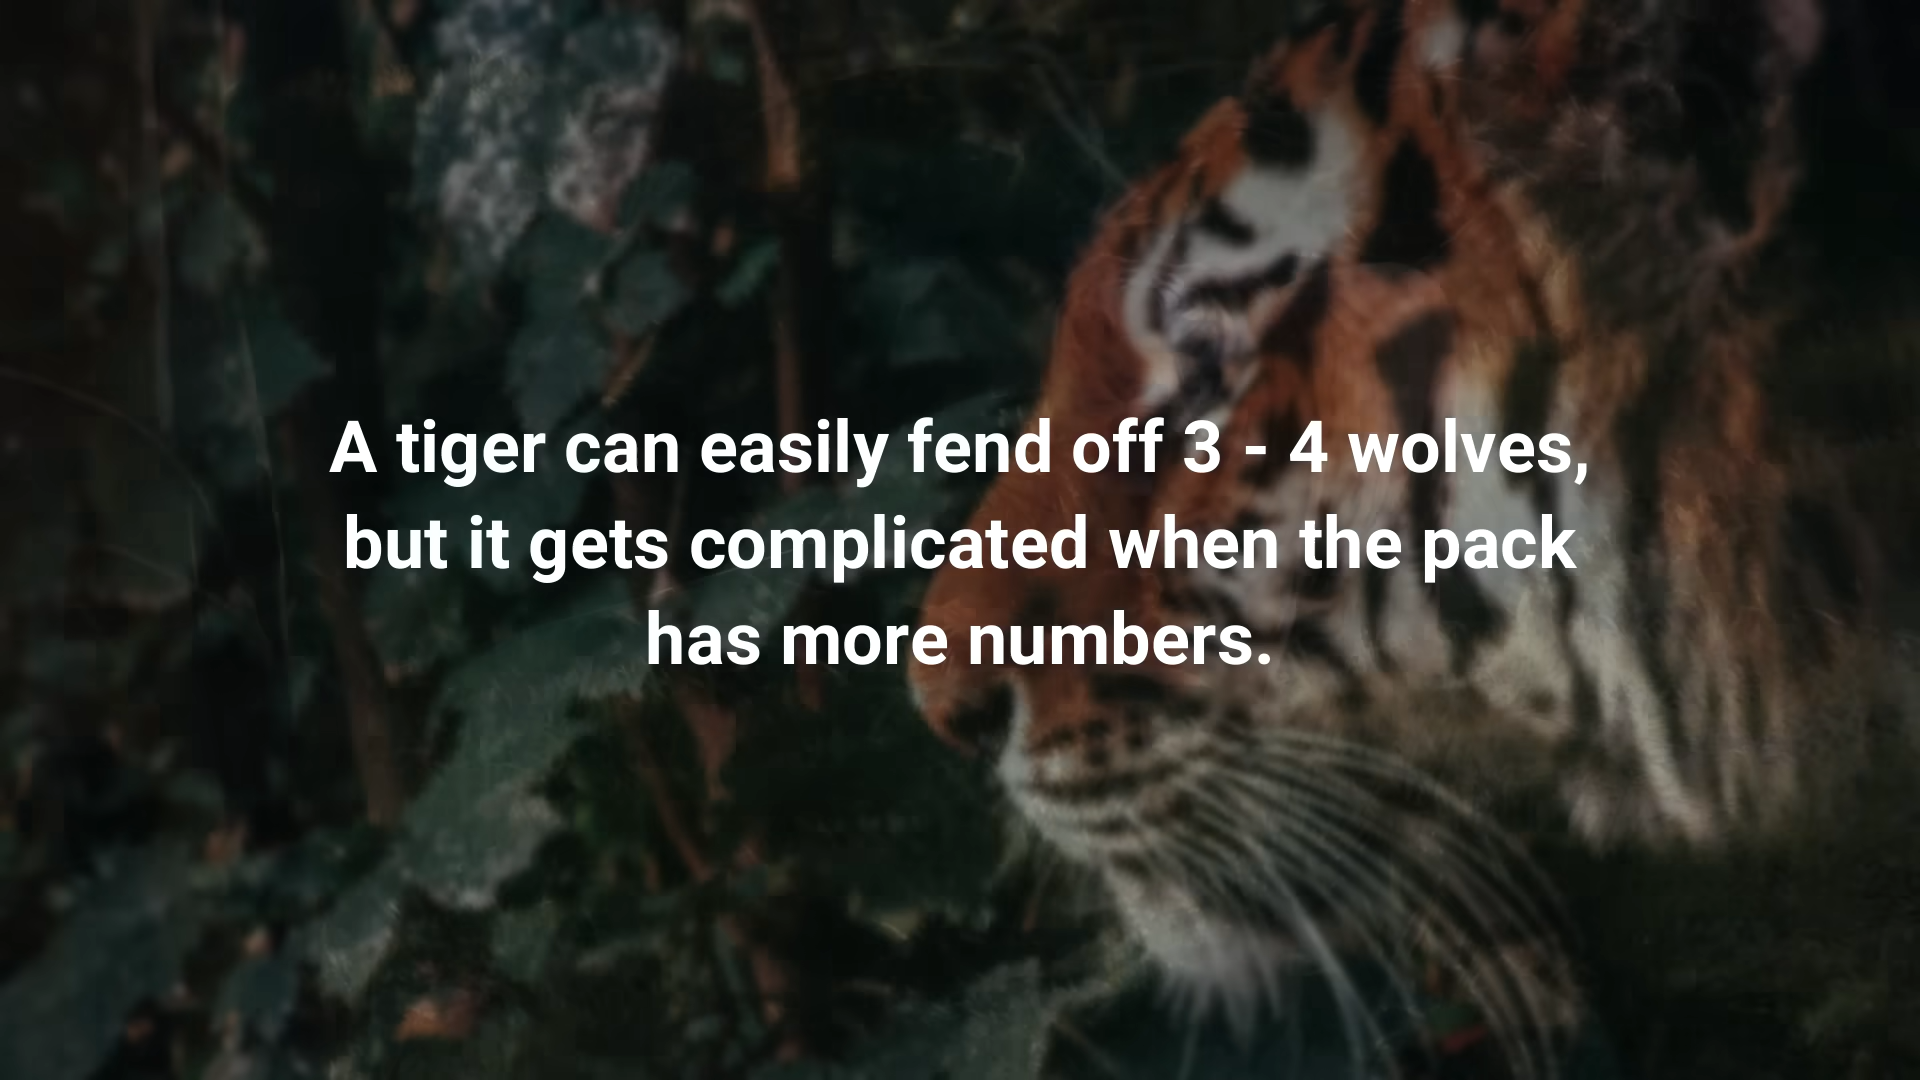 A tiger can easily fend off 3 - 4 wolves,
but it gets complicated when the pack
has more numbers.